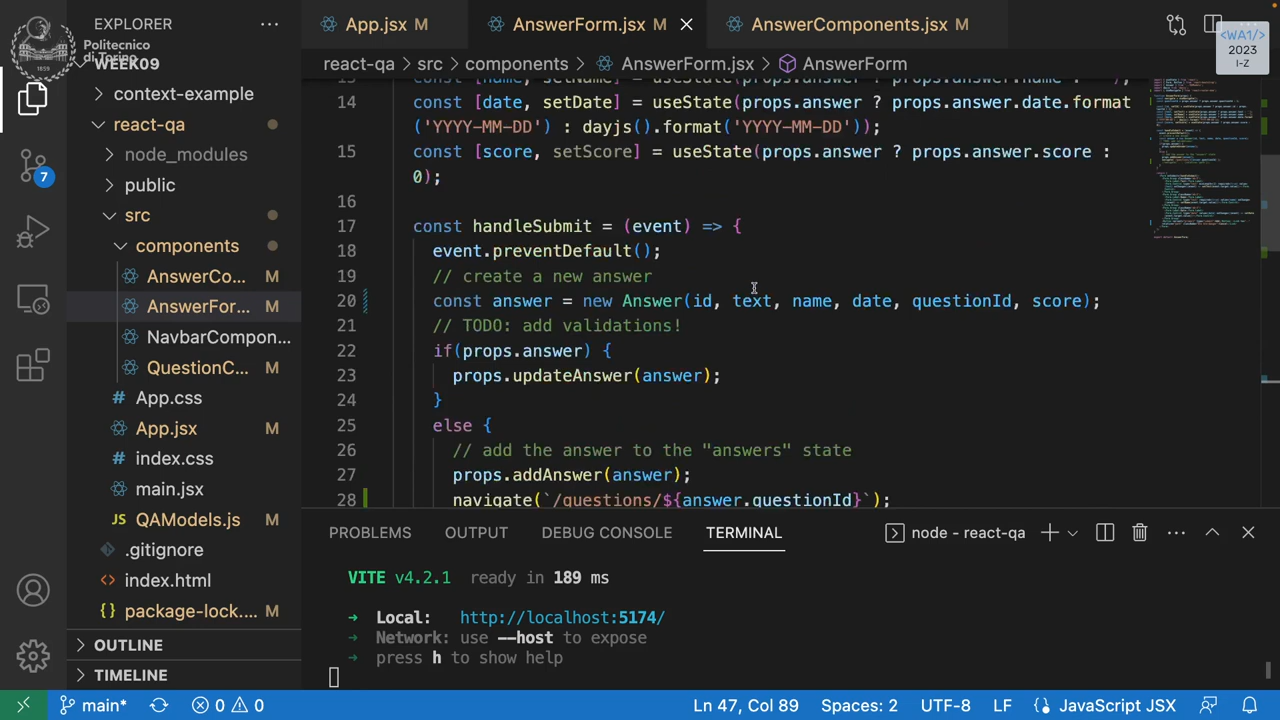 EXPLORER
App.jsx M
AnswerForm.jsx M
AnswerComponents.jsx M
Politecnico
di Torino
WEEK09
<WA1/>
2023
I-Z
react-qa > src > components > AnswerForm.jsx > AnswerForm
context-example
react-qa
node_modules
public
src
components
AnswerCo... M
AnswerFor... M
NavbarCompon...
QuestionC... M
App.css
App.jsx M
index.css
main.jsx
QAModels.js M
.gitignore
index.html
package-lock.... M
OUTLINE
TIMELINE
14 const [date, setDate] = useState(props.answer ? props.answer.date.format
('YYYY-MM-DD') : dayjs().format('YYYY-MM-DD'));
15 const [score, setScore] = useState(props.answer ? props.answer.score :
0);
16
17 const handleSubmit = (event) => {
18 event.preventDefault();
19 // create a new answer
20 const answer = new Answer(id, text, name, date, questionId, score);
21 // TODO: add validations!
22 if(props.answer) {
23 props.updateAnswer(answer);
24 }
25 else {
26 // add the answer to the "answers" state
27 props.addAnswer(answer);
28 navigate(`/questions/${answer.questionId}`);
7
PROBLEMS OUTPUT DEBUG CONSOLE TERMINAL
node - react-qa
VITE v4.2.1 ready in 189 ms
➜ Local: http://localhost:5174/
➜ Network: use --host to expose
➜ press h to show help
main*
0 0
Ln 47, Col 89
Spaces: 2
UTF-8
LF
JavaScript JSX